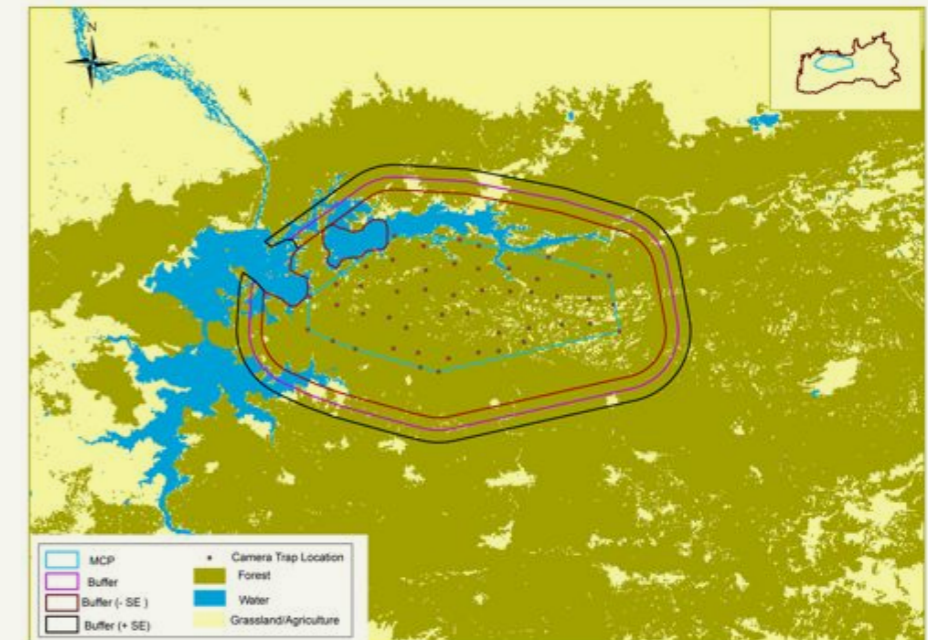 N
MCP
Buffer
Buffer (- SE )
Buffer (+ SE)
Camera Trap Location
Forest
Water
Grassland/Agriculture